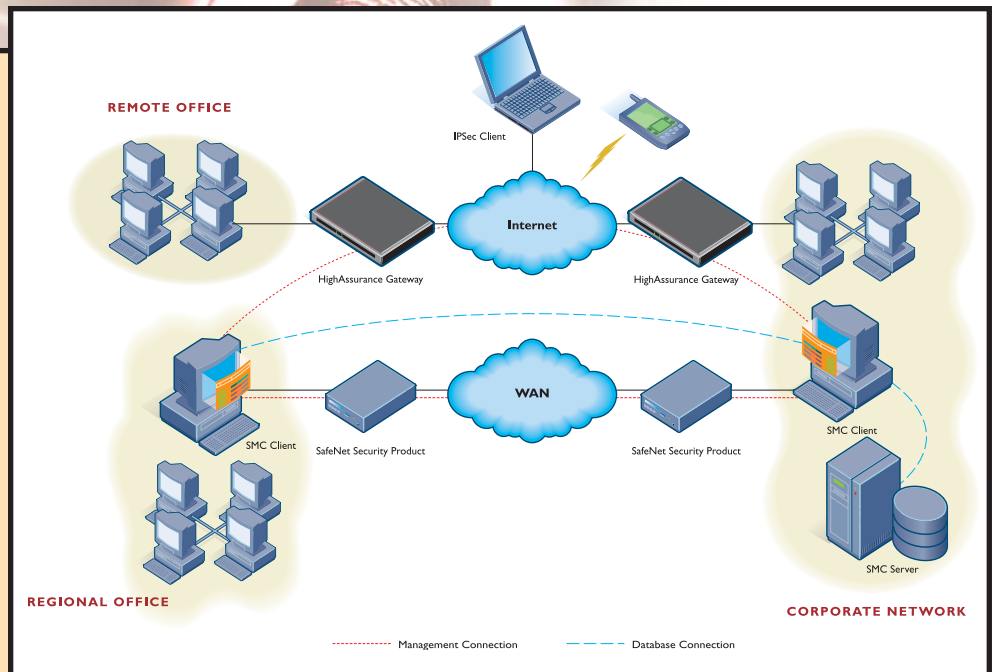 REMOTE OFFICE
IPSec Client
Internet
HighAssurance Gateway
HighAssurance Gateway
WAN
SMC Client
SafeNet Security Product
SafeNet Security Product
SMC Client
SMC Server
REGIONAL OFFICE
CORPORATE NETWORK
Management Connection
Database Connection